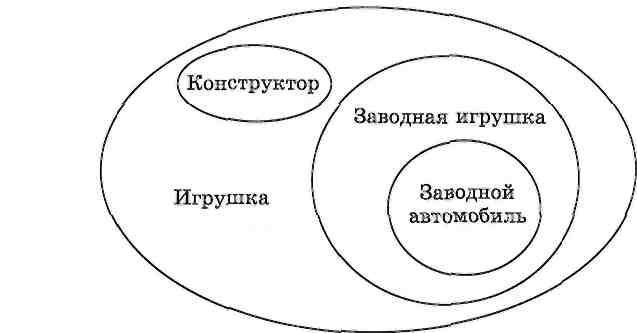 Конструктор
Заводная игрушка
Игрушка
Заводной
автомобиль